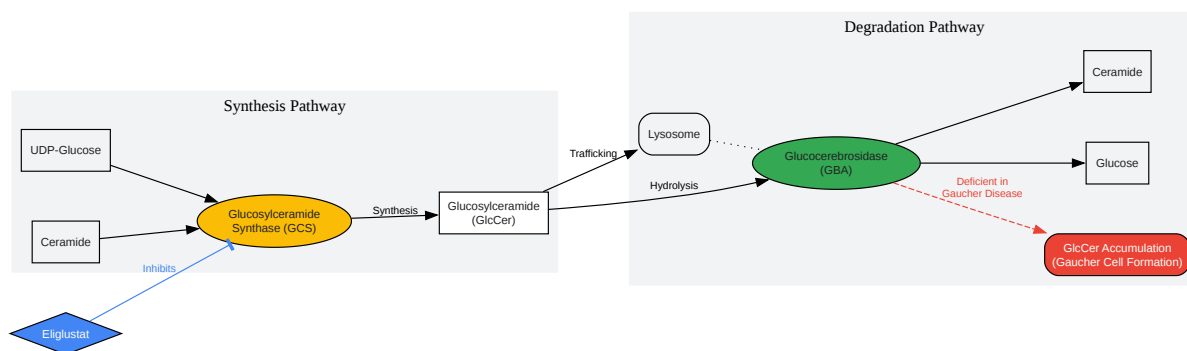 Degradation Pathway
Synthesis Pathway
UDP-Glucose
Ceramide
Glucosylceramide
Synthase (GCS)
Inhibits
Eliglustat
Synthesis
Glucosylceramide
(GlcCer)
Trafficking
Hydrolysis
Lysosome
Glucocerebrosidase
(GBA)
Ceramide
Glucose
Deficient in
Gaucher Disease
GlcCer Accumulation
(Gaucher Cell Formation)